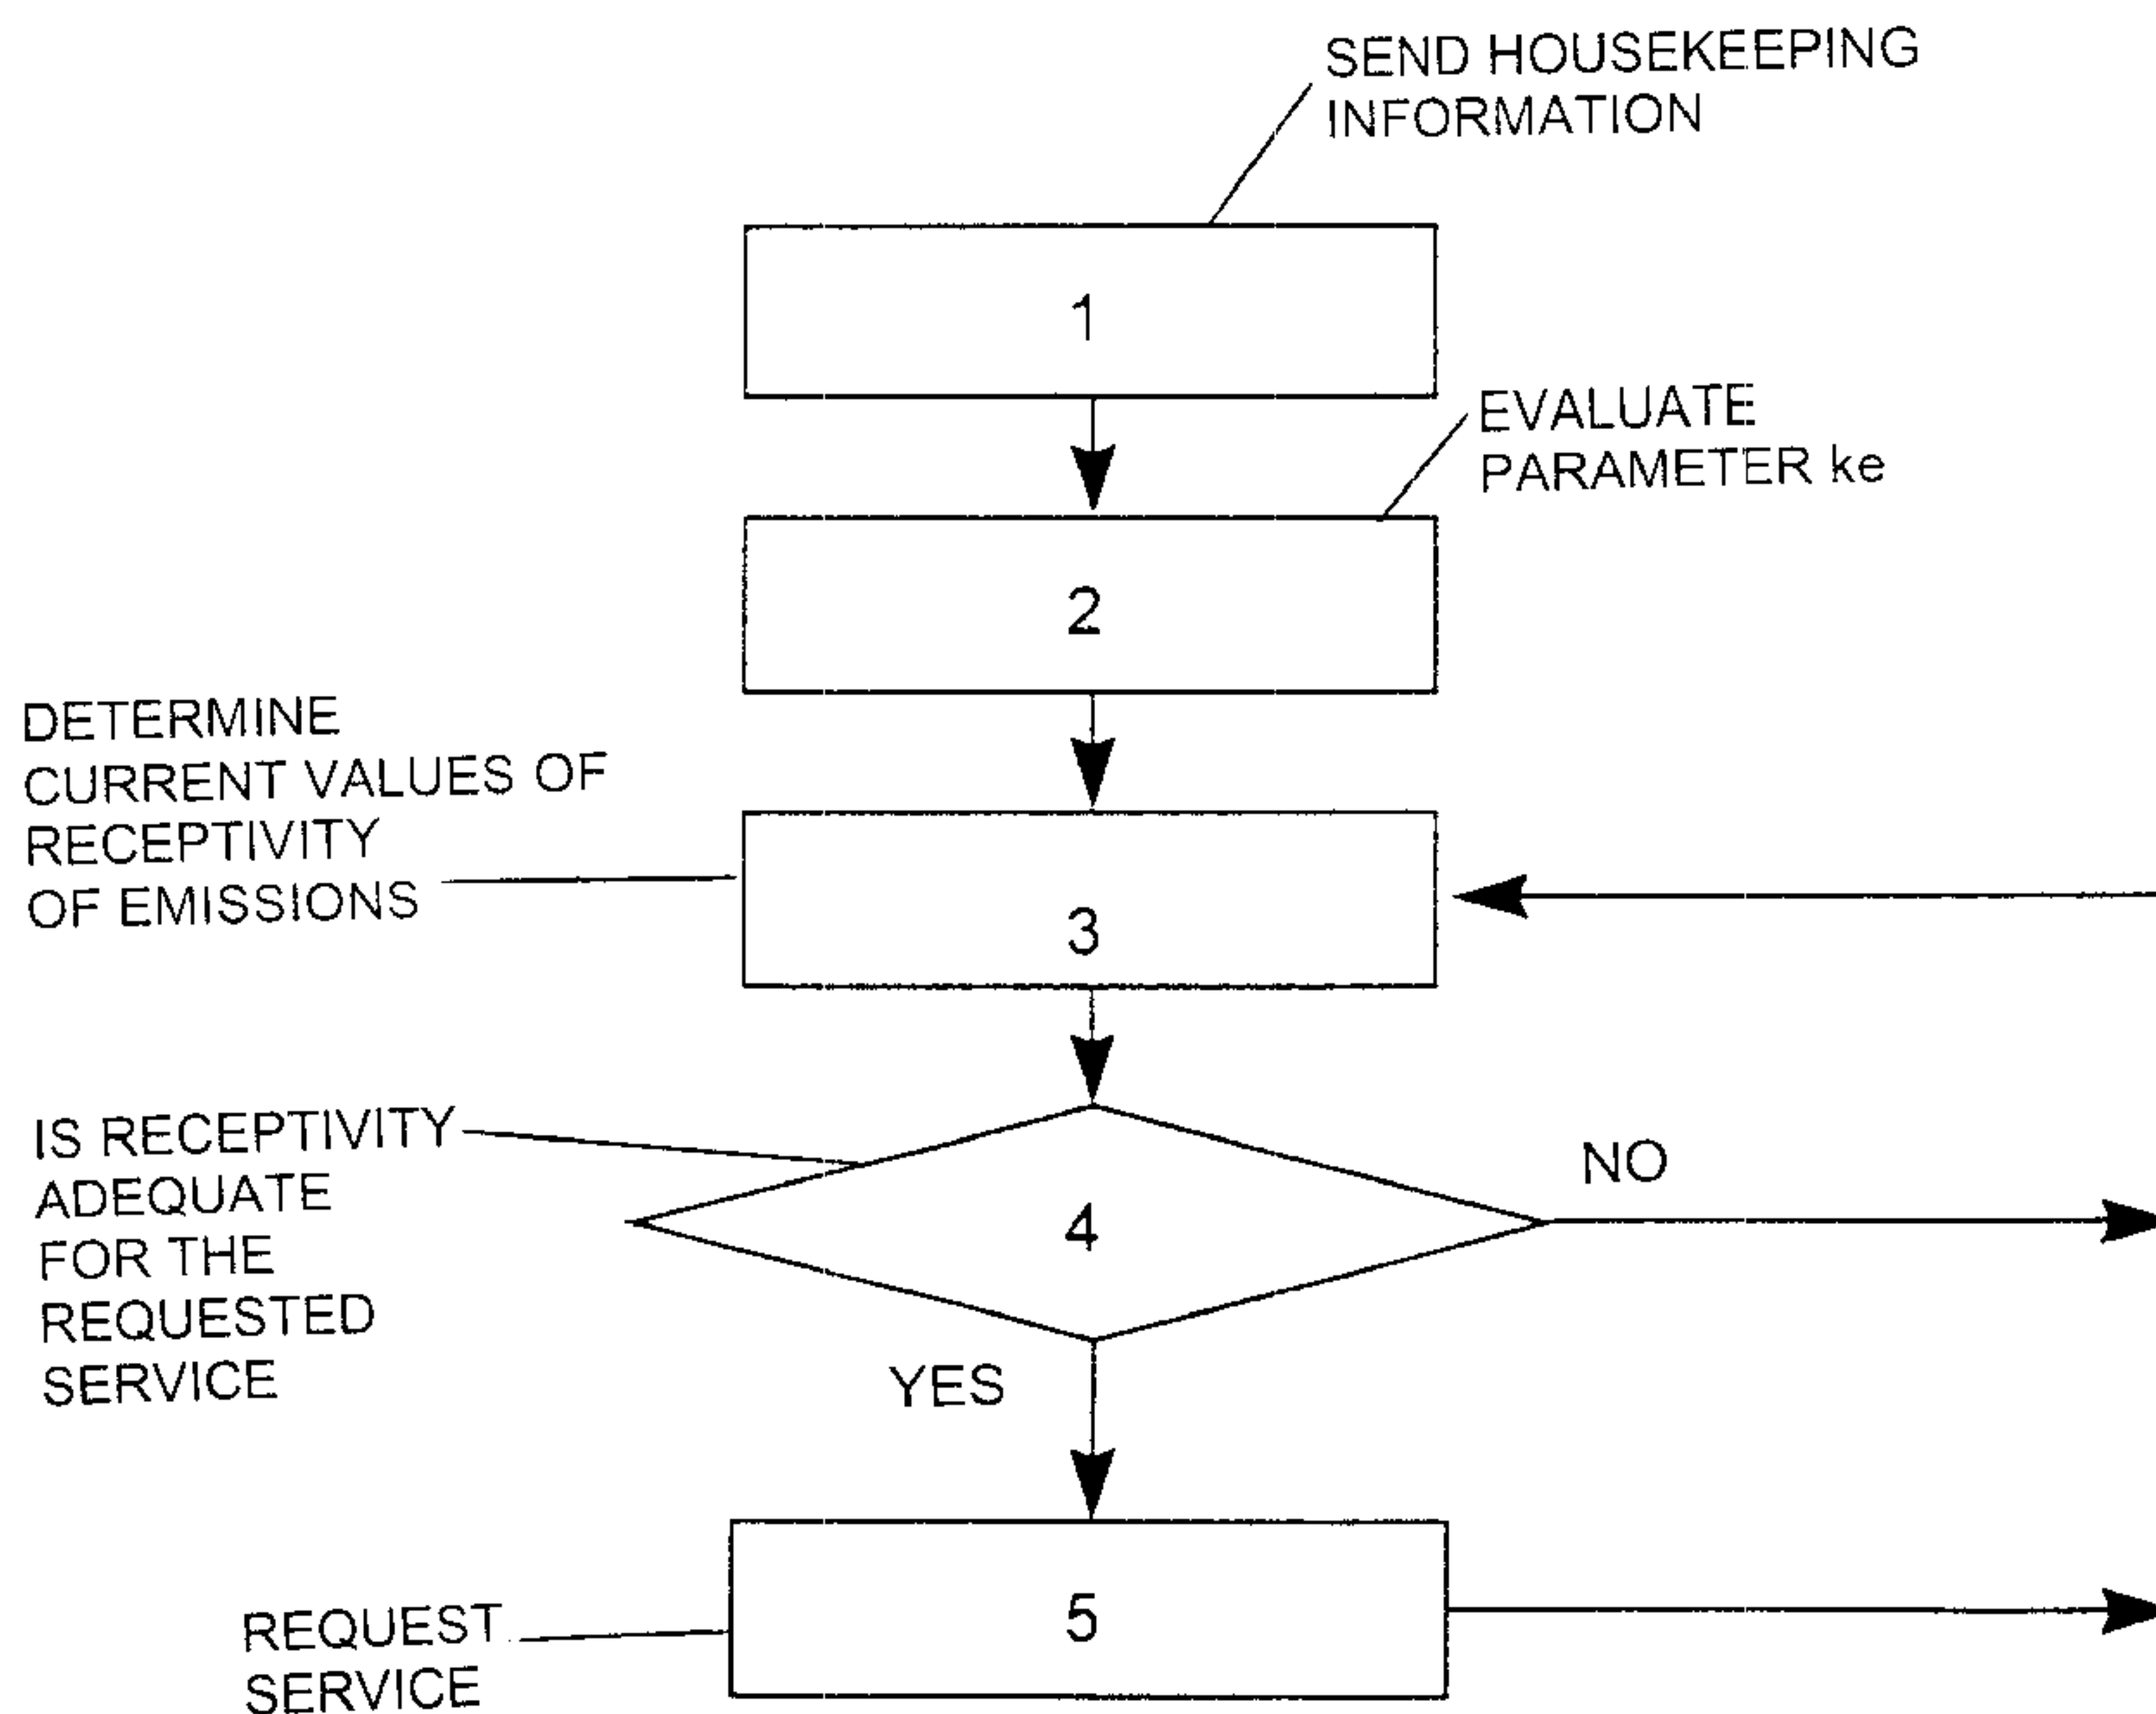 SEND HOUSEKEEPING
INFORMATION
1
EVALUATE
PARAMETER ke
2
DETERMINE
CURRENT VALUES OF
RECEPTIVITY
OF EMISSIONS
3
IS RECEPTIVITY
ADEQUATE
FOR THE
REQUESTED
SERVICE
4
NO
YES
5
REQUEST
SERVICE